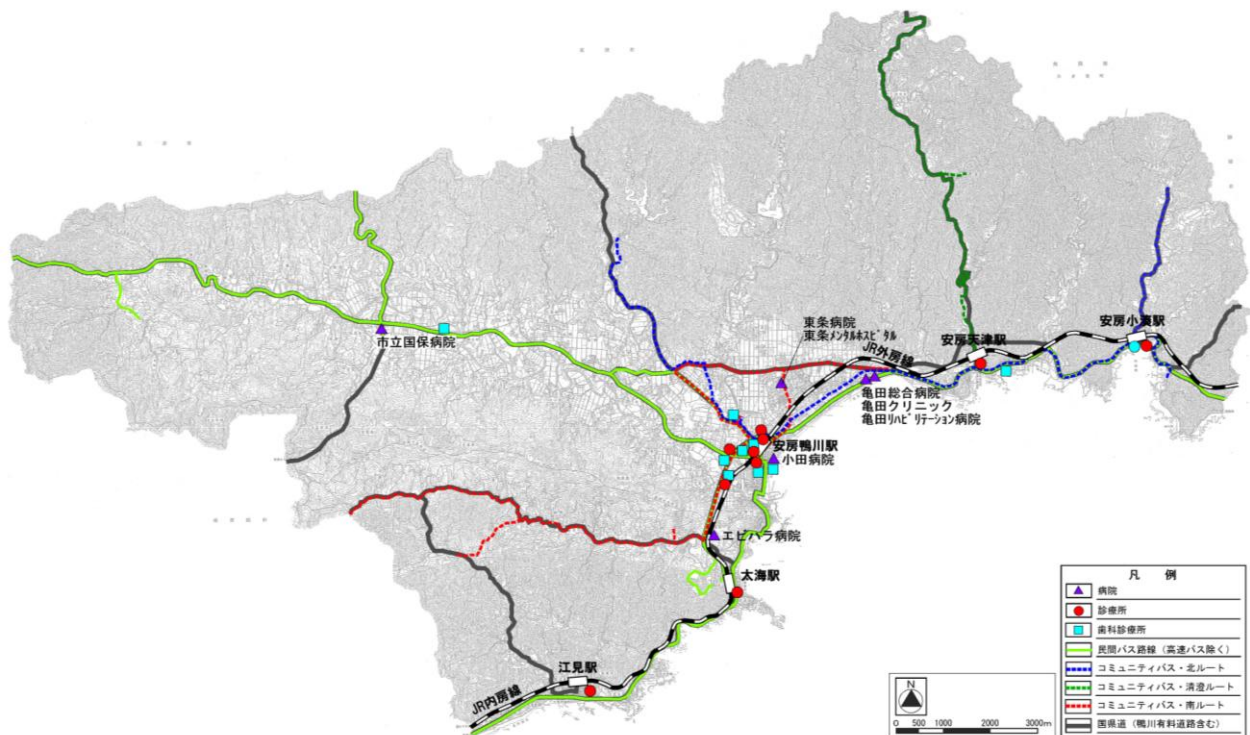 東条病院
東条メンタルホスピタル
JR外房線
安房天津駅
安房小湊駅
市立国保病院
亀田総合病院
亀田クリニック
亀田リハビリテーション病院
安房鴨川駅
小田病院
エビハラ病院
太海駅
江見駅
JR内房線
N
0 500 1000 2000 3000m
凡 例
病院
診療所
歯科診療所
民間バス路線（高速バス除く）
コミュニティバス・北ルート
コミュニティバス・清澄ルート
コミュニティバス・南ルート
国県道（鴨川有料道路含む）